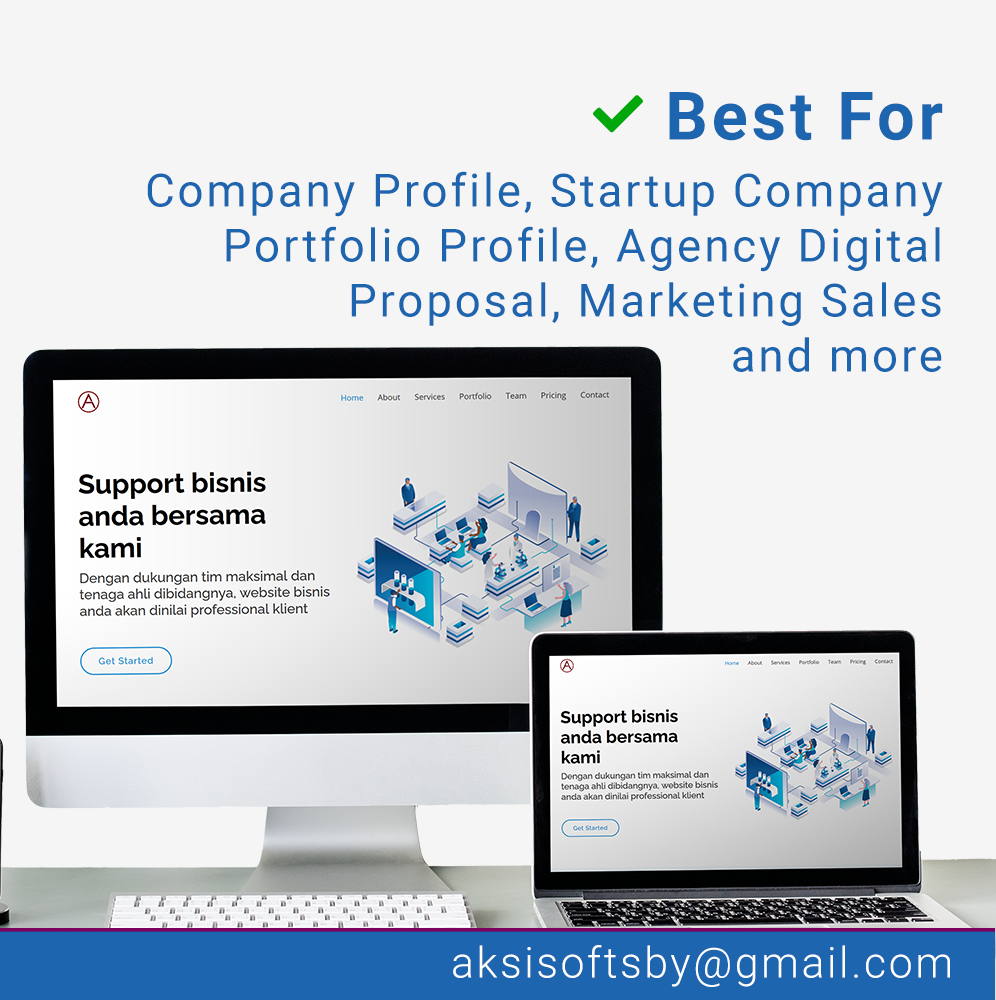 Best For
Company Profile, Startup Company
Portfolio Profile, Agency Digital
Proposal, Marketing Sales
and more
A
Home About Services Portfolio Team Pricing Contact
Support bisnis
anda bersama
kami
Dengan dukungan tim maksimal dan
tenaga ahli dibidangnya, website bisnis
anda akan dinilai professional klient
Get Started
A
Home About Services Portfolio Team Pricing Contact
Support bisnis
anda bersama
kami
Dengan dukungan tim maksimal dan
tenaga ahli dibidangnya, website bisnis
anda akan dinilai professional klient
Get Started
aksisoftsby@gmail.com